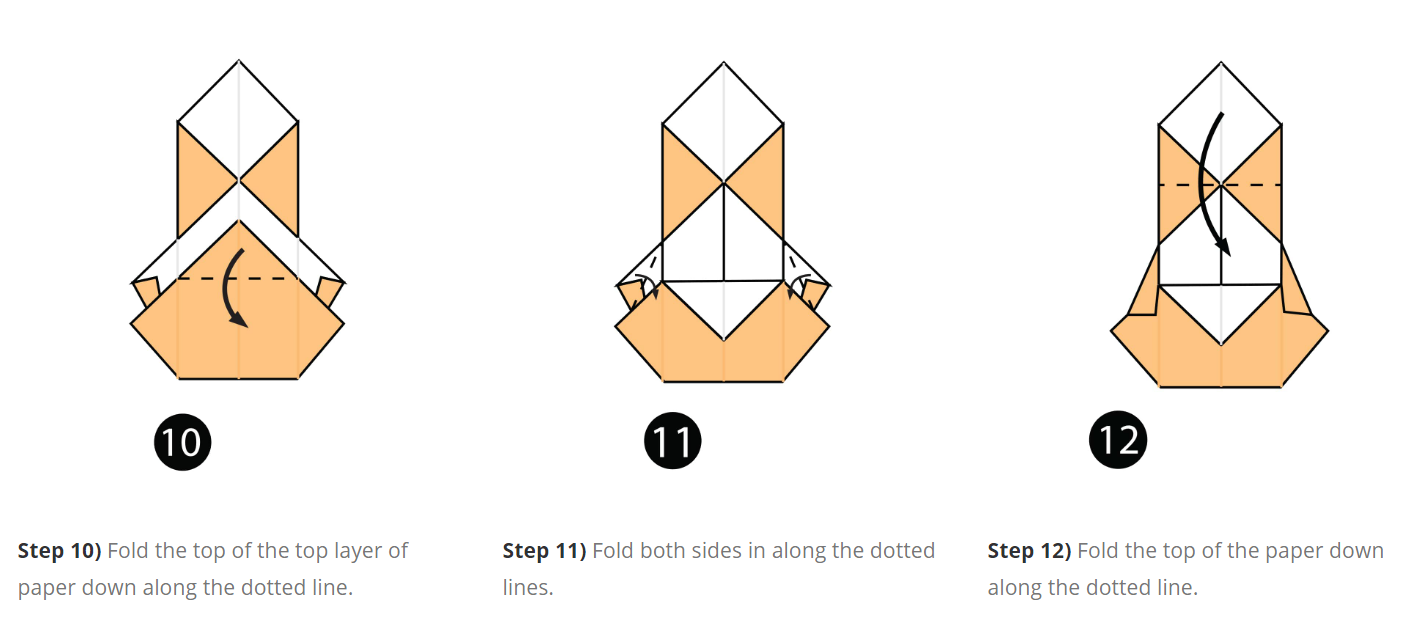 10
11
12
Step 10) Fold the top of the top layer of
paper down along the dotted line.
Step 11) Fold both sides in along the dotted
lines.
Step 12) Fold the top of the paper down
along the dotted line.